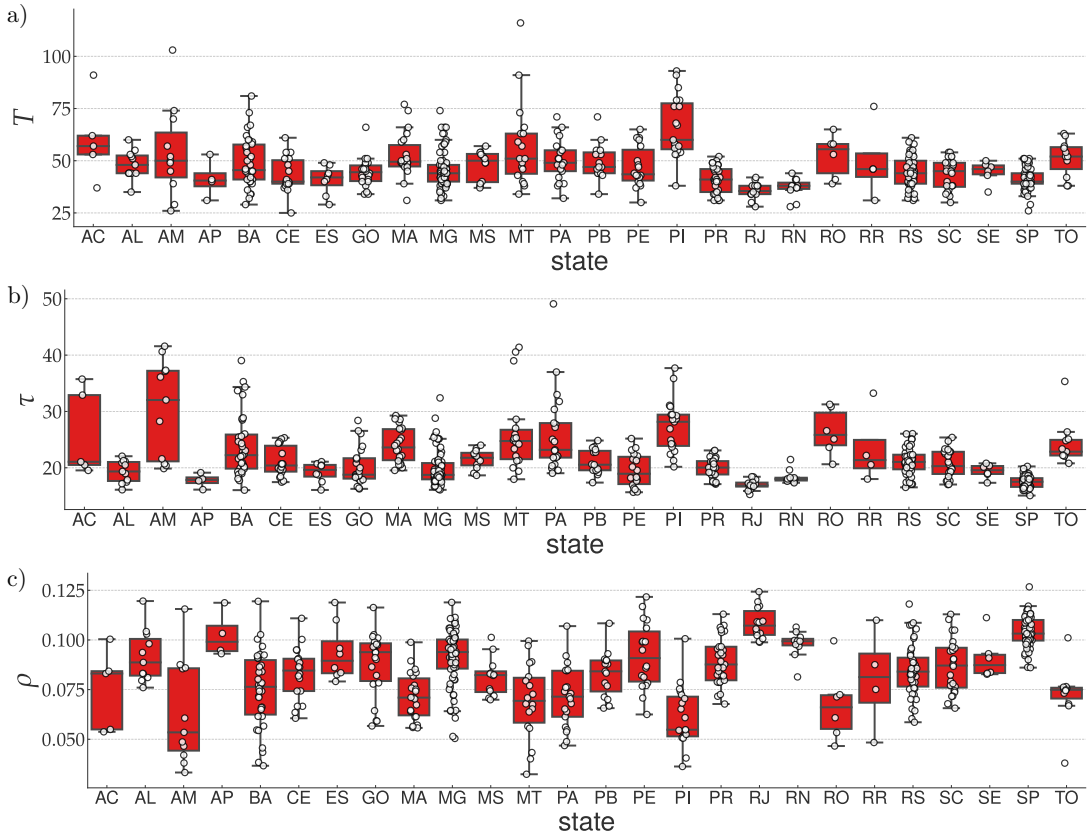 a)
100
75
50
25
T
AC AL AM AP BA CE ES GO MA MG MS MT PA PB PE PI PR RJ RN RO RR RS SC SE SP TO
state
b)
50
40
30
20
τ
AC AL AM AP BA CE ES GO MA MG MS MT PA PB PE PI PR RJ RN RO RR RS SC SE SP TO
state
c)
0.125
0.100
0.075
0.050
ρ
AC AL AM AP BA CE ES GO MA MG MS MT PA PB PE PI PR RJ RN RO RR RS SC SE SP TO
state